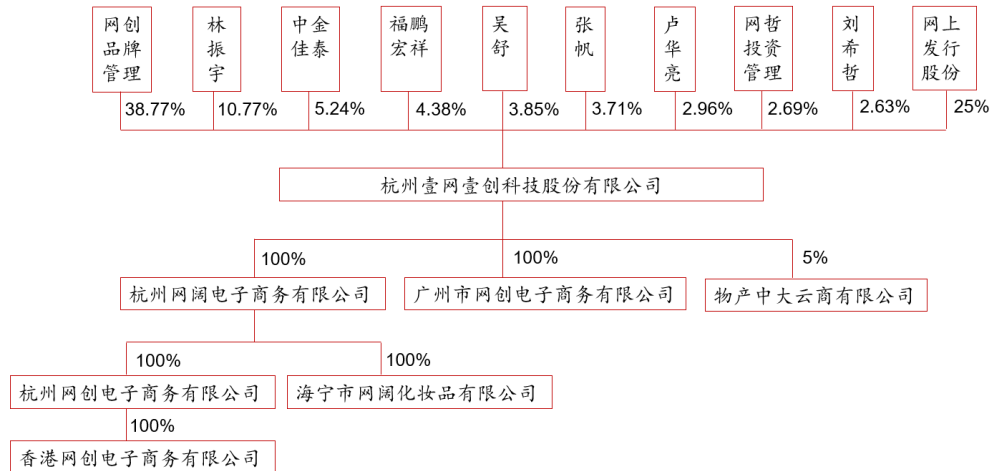 网创
品牌
管理
林
振
宇
中金
佳泰
福鹏
宏祥
吴
舒
张
帆
卢
华
亮
网哲
投资
管理
刘
希
哲
网上
发行
股份
38.77%
10.77%
5.24%
4.38%
3.85%
3.71%
2.96%
2.69%
2.63%
25%
杭州壹网壹创科技股份有限公司
100%
100%
5%
杭州网阔电子商务有限公司
广州市网创电子商务有限公司
物产中大云商有限公司
100%
100%
杭州网创电子商务有限公司
海宁市网阔化妆品有限公司
100%
香港网创电子商务有限公司